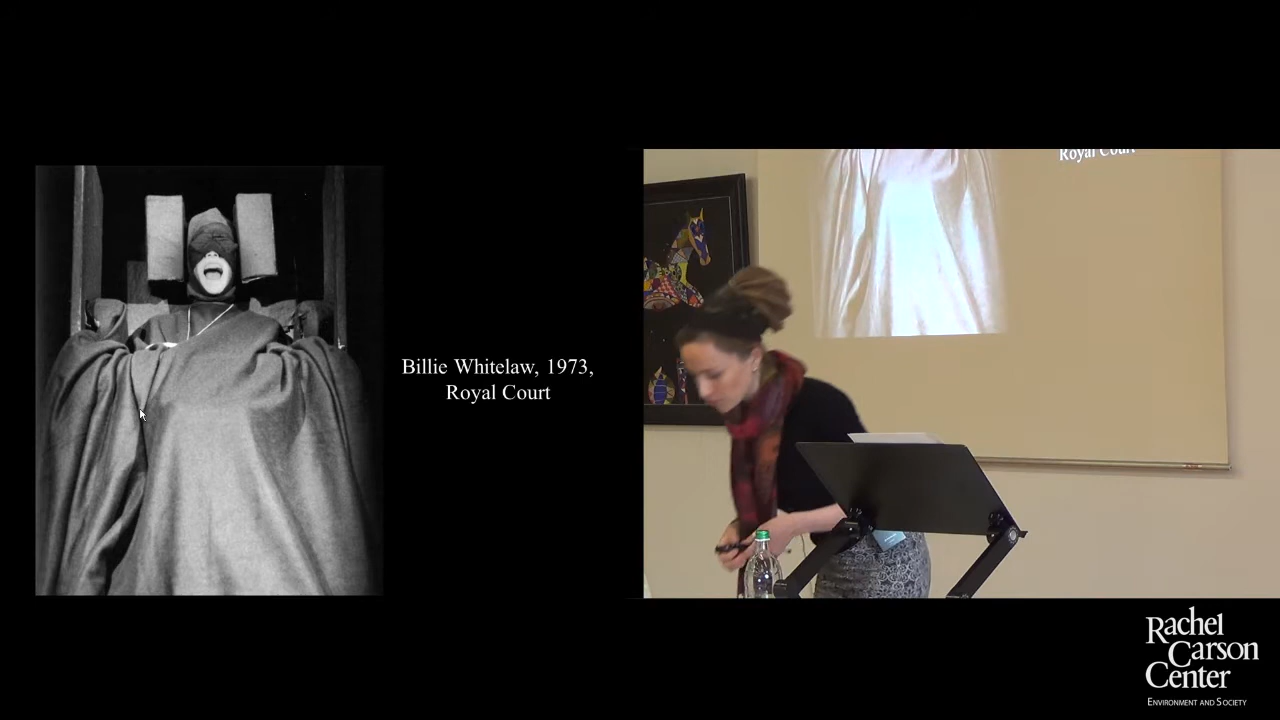 Billie Whitelaw, 1973,
Royal Court
Royal Court
Rachel
Carson
Center
ENVIRONMENT AND SOCIETY